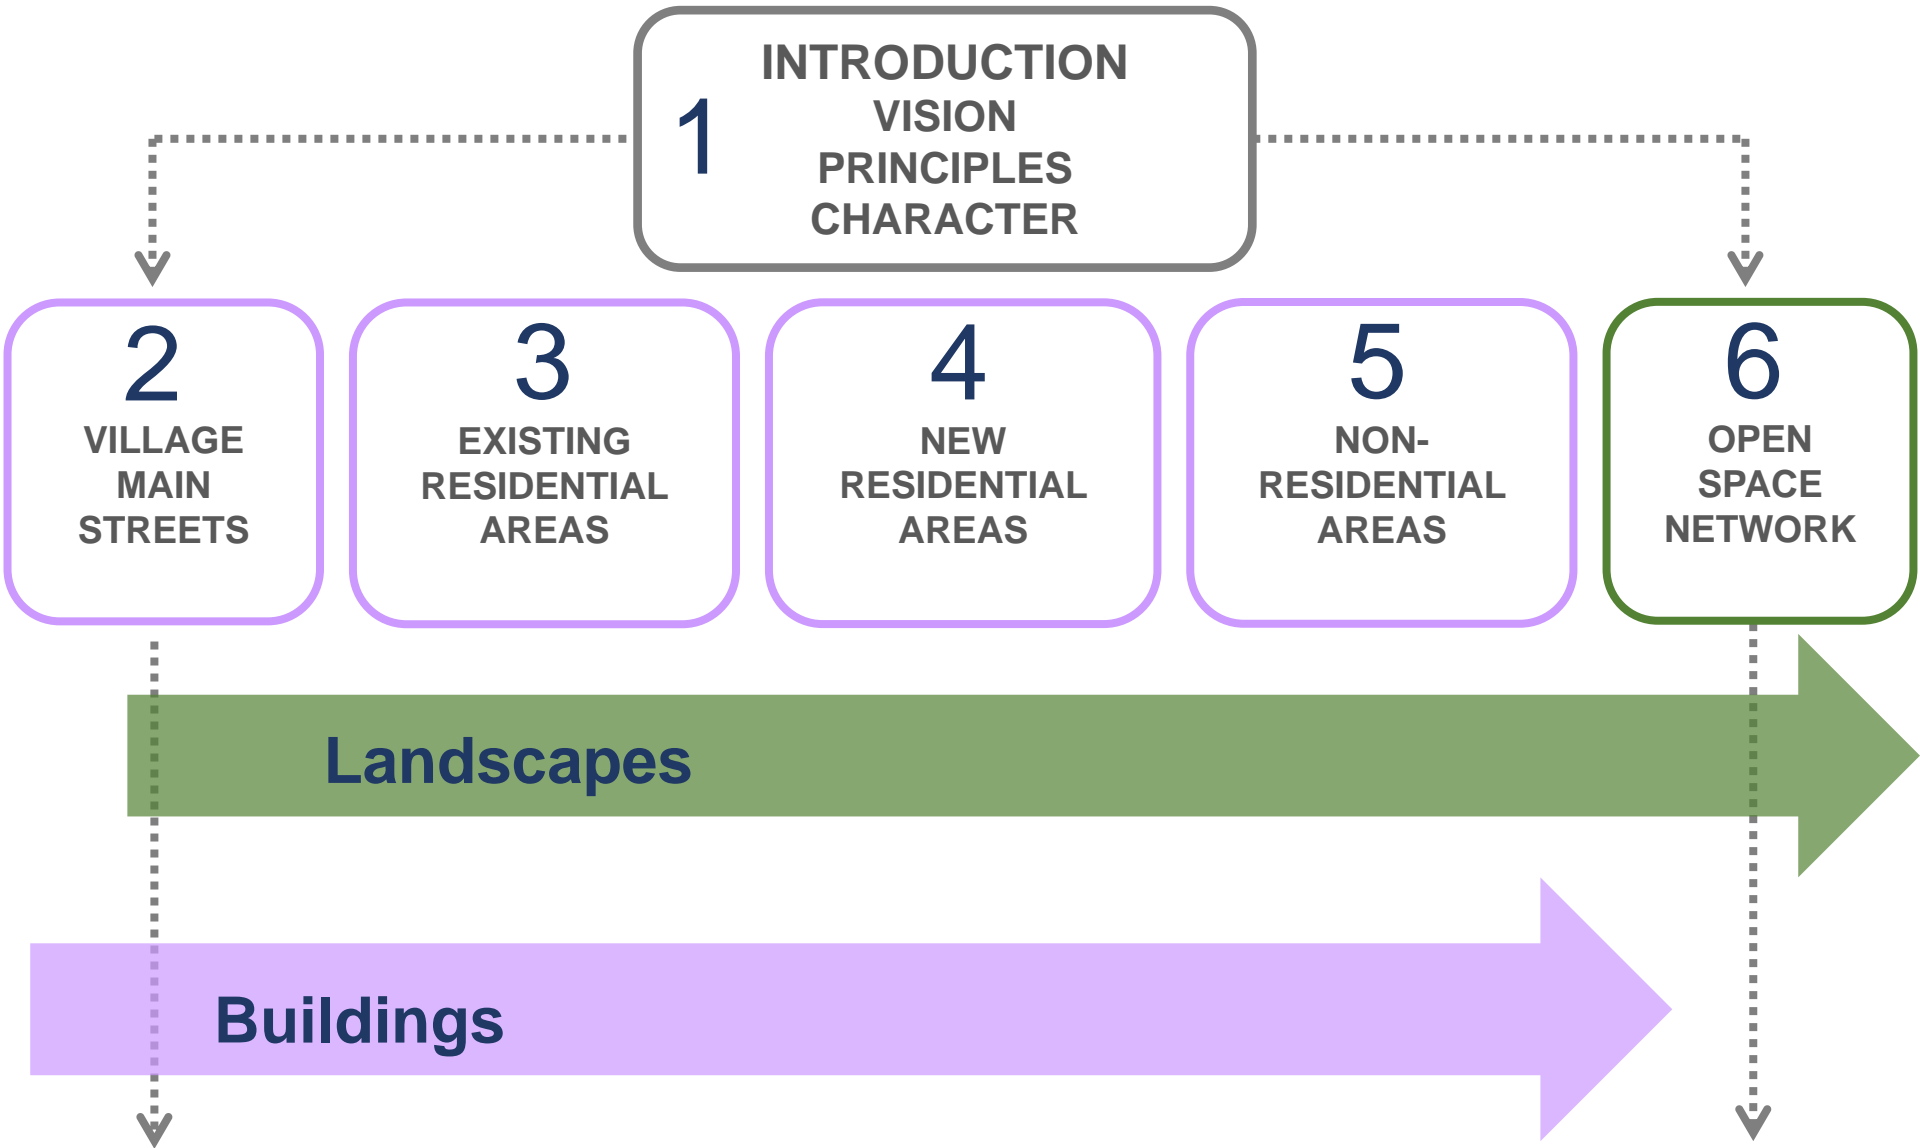 1
INTRODUCTION
VISION
PRINCIPLES
CHARACTER
2
VILLAGE
MAIN
STREETS
3
EXISTING
RESIDENTIAL
AREAS
4
NEW
RESIDENTIAL
AREAS
5
NON-
RESIDENTIAL
AREAS
6
OPEN
SPACE
NETWORK
Landscapes
Buildings